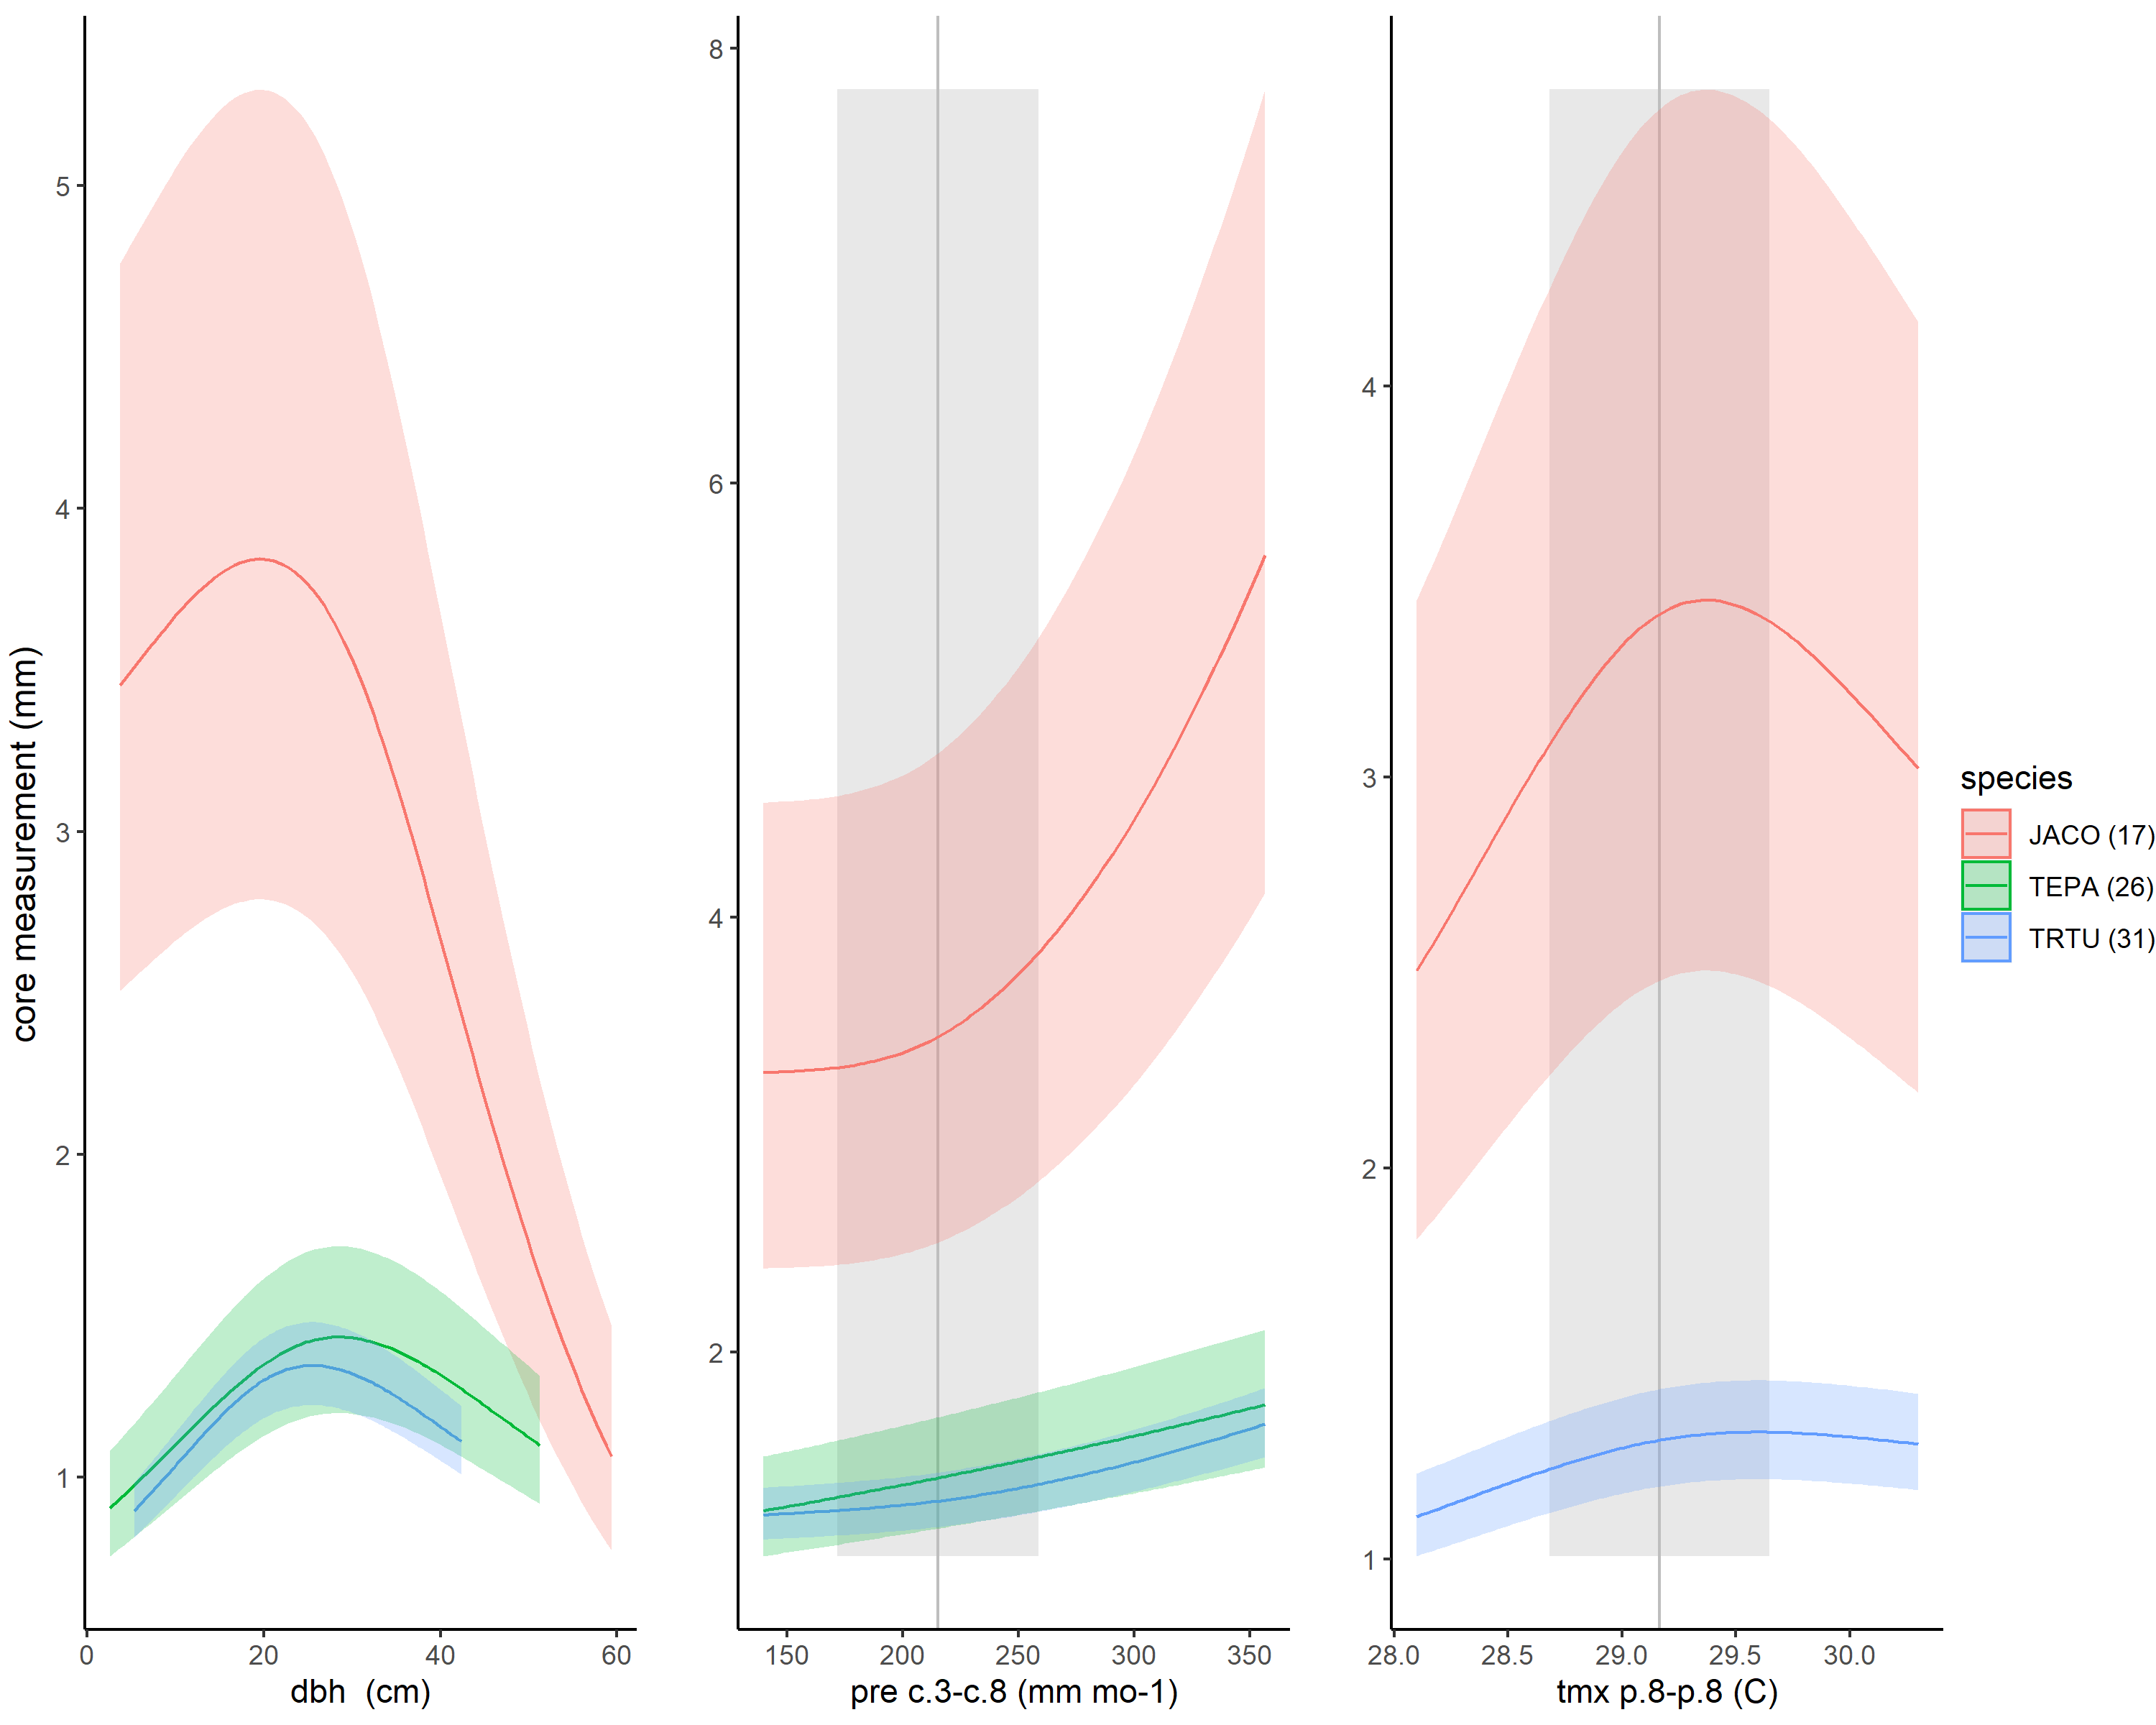 core measurement (mm)
5
4
3
2
1
0 20 40 60
dbh  (cm)
8
6
4
2
150 200 250 300 350
pre c.3-c.8 (mm mo-1)
4
3
2
1
28.0 28.5 29.0 29.5 30.0
tmx p.8-p.8 (C)
species
JACO (17)
TEPA (26)
TRTU (31)